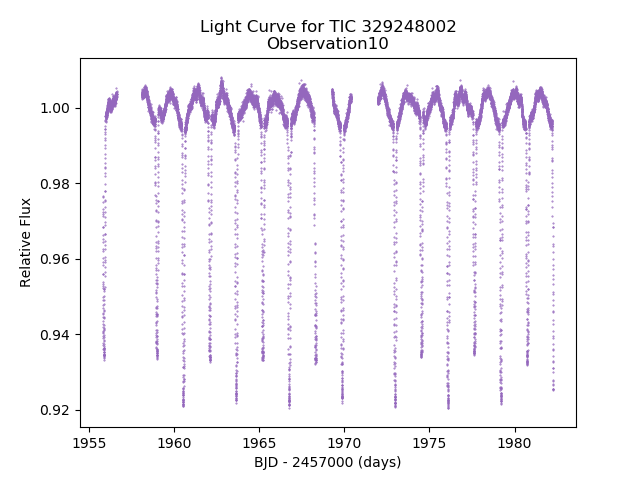 Light Curve for TIC 329248002
Observation10
Relative Flux
1.00
0.98
0.96
0.94
0.92
1955 1960 1965 1970 1975 1980
BJD - 2457000 (days)